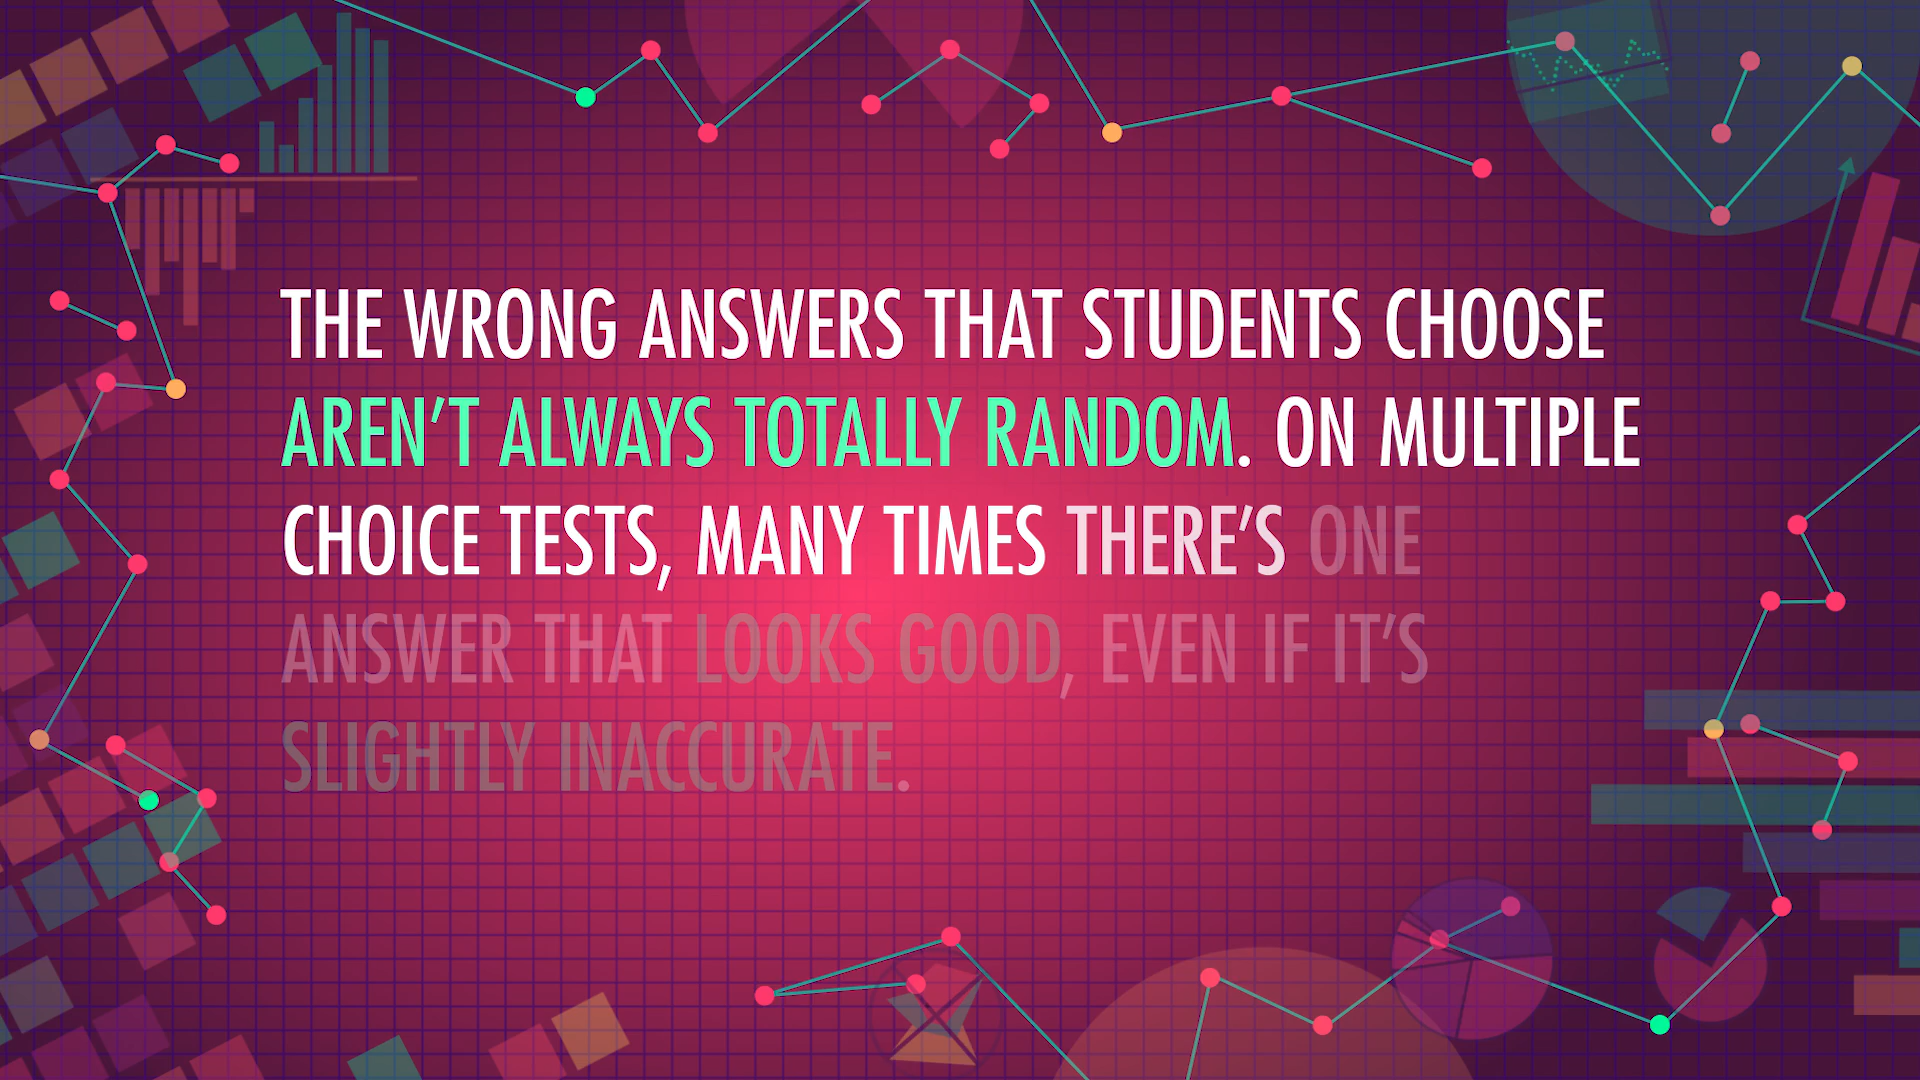 THE WRONG ANSWERS THAT STUDENTS CHOOSE
AREN'T ALWAYS TOTALLY RANDOM. ON MULTIPLE
CHOICE TESTS, MANY TIMES THERE'S ONE
ANSWER THAT LOOKS GOOD, EVEN IF IT'S
SLIGHTLY INACCURATE.